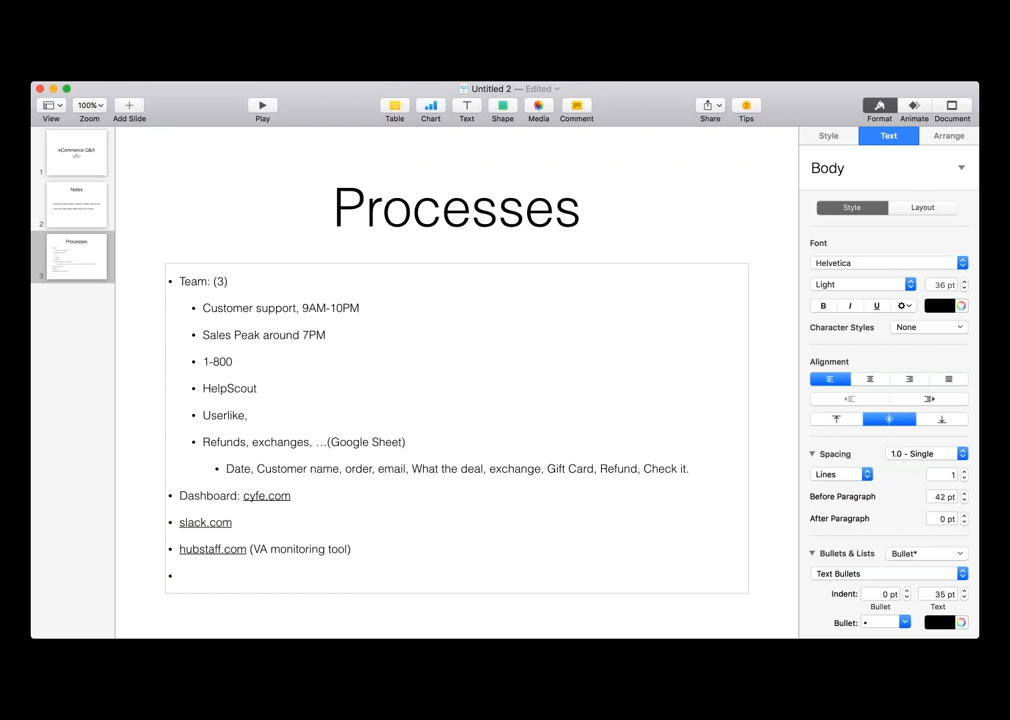 Untitled 2 — Edited
100%
View
Zoom
Add Slide
Play
Table
Chart
Text
Shape
Media
Comment
Share
Tips
Format
Animate
Document
Style
Text
Arrange
1
eCommerce Q&A
2
Notes
3
Processes
Processes
• Team: (3)
• Customer support, 9AM-10PM
• Sales Peak around 7PM
• 1-800
• HelpScout
• Userlike,
• Refunds, exchanges, …(Google Sheet)
• Date, Customer name, order, email, What the deal, exchange, Gift Card, Refund, Check it.
• Dashboard: cyfe.com
• slack.com
• hubstaff.com (VA monitoring tool)
•
Body
Style
Layout
Font
Helvetica
Light
36 pt
B
I
U
Character Styles
None
Alignment
Spacing
1.0 - Single
Lines
1
Before Paragraph
42 pt
After Paragraph
0 pt
Bullets & Lists
Bullet*
Text Bullets
Indent:
0 pt
35 pt
Bullet
Text
Bullet:
•